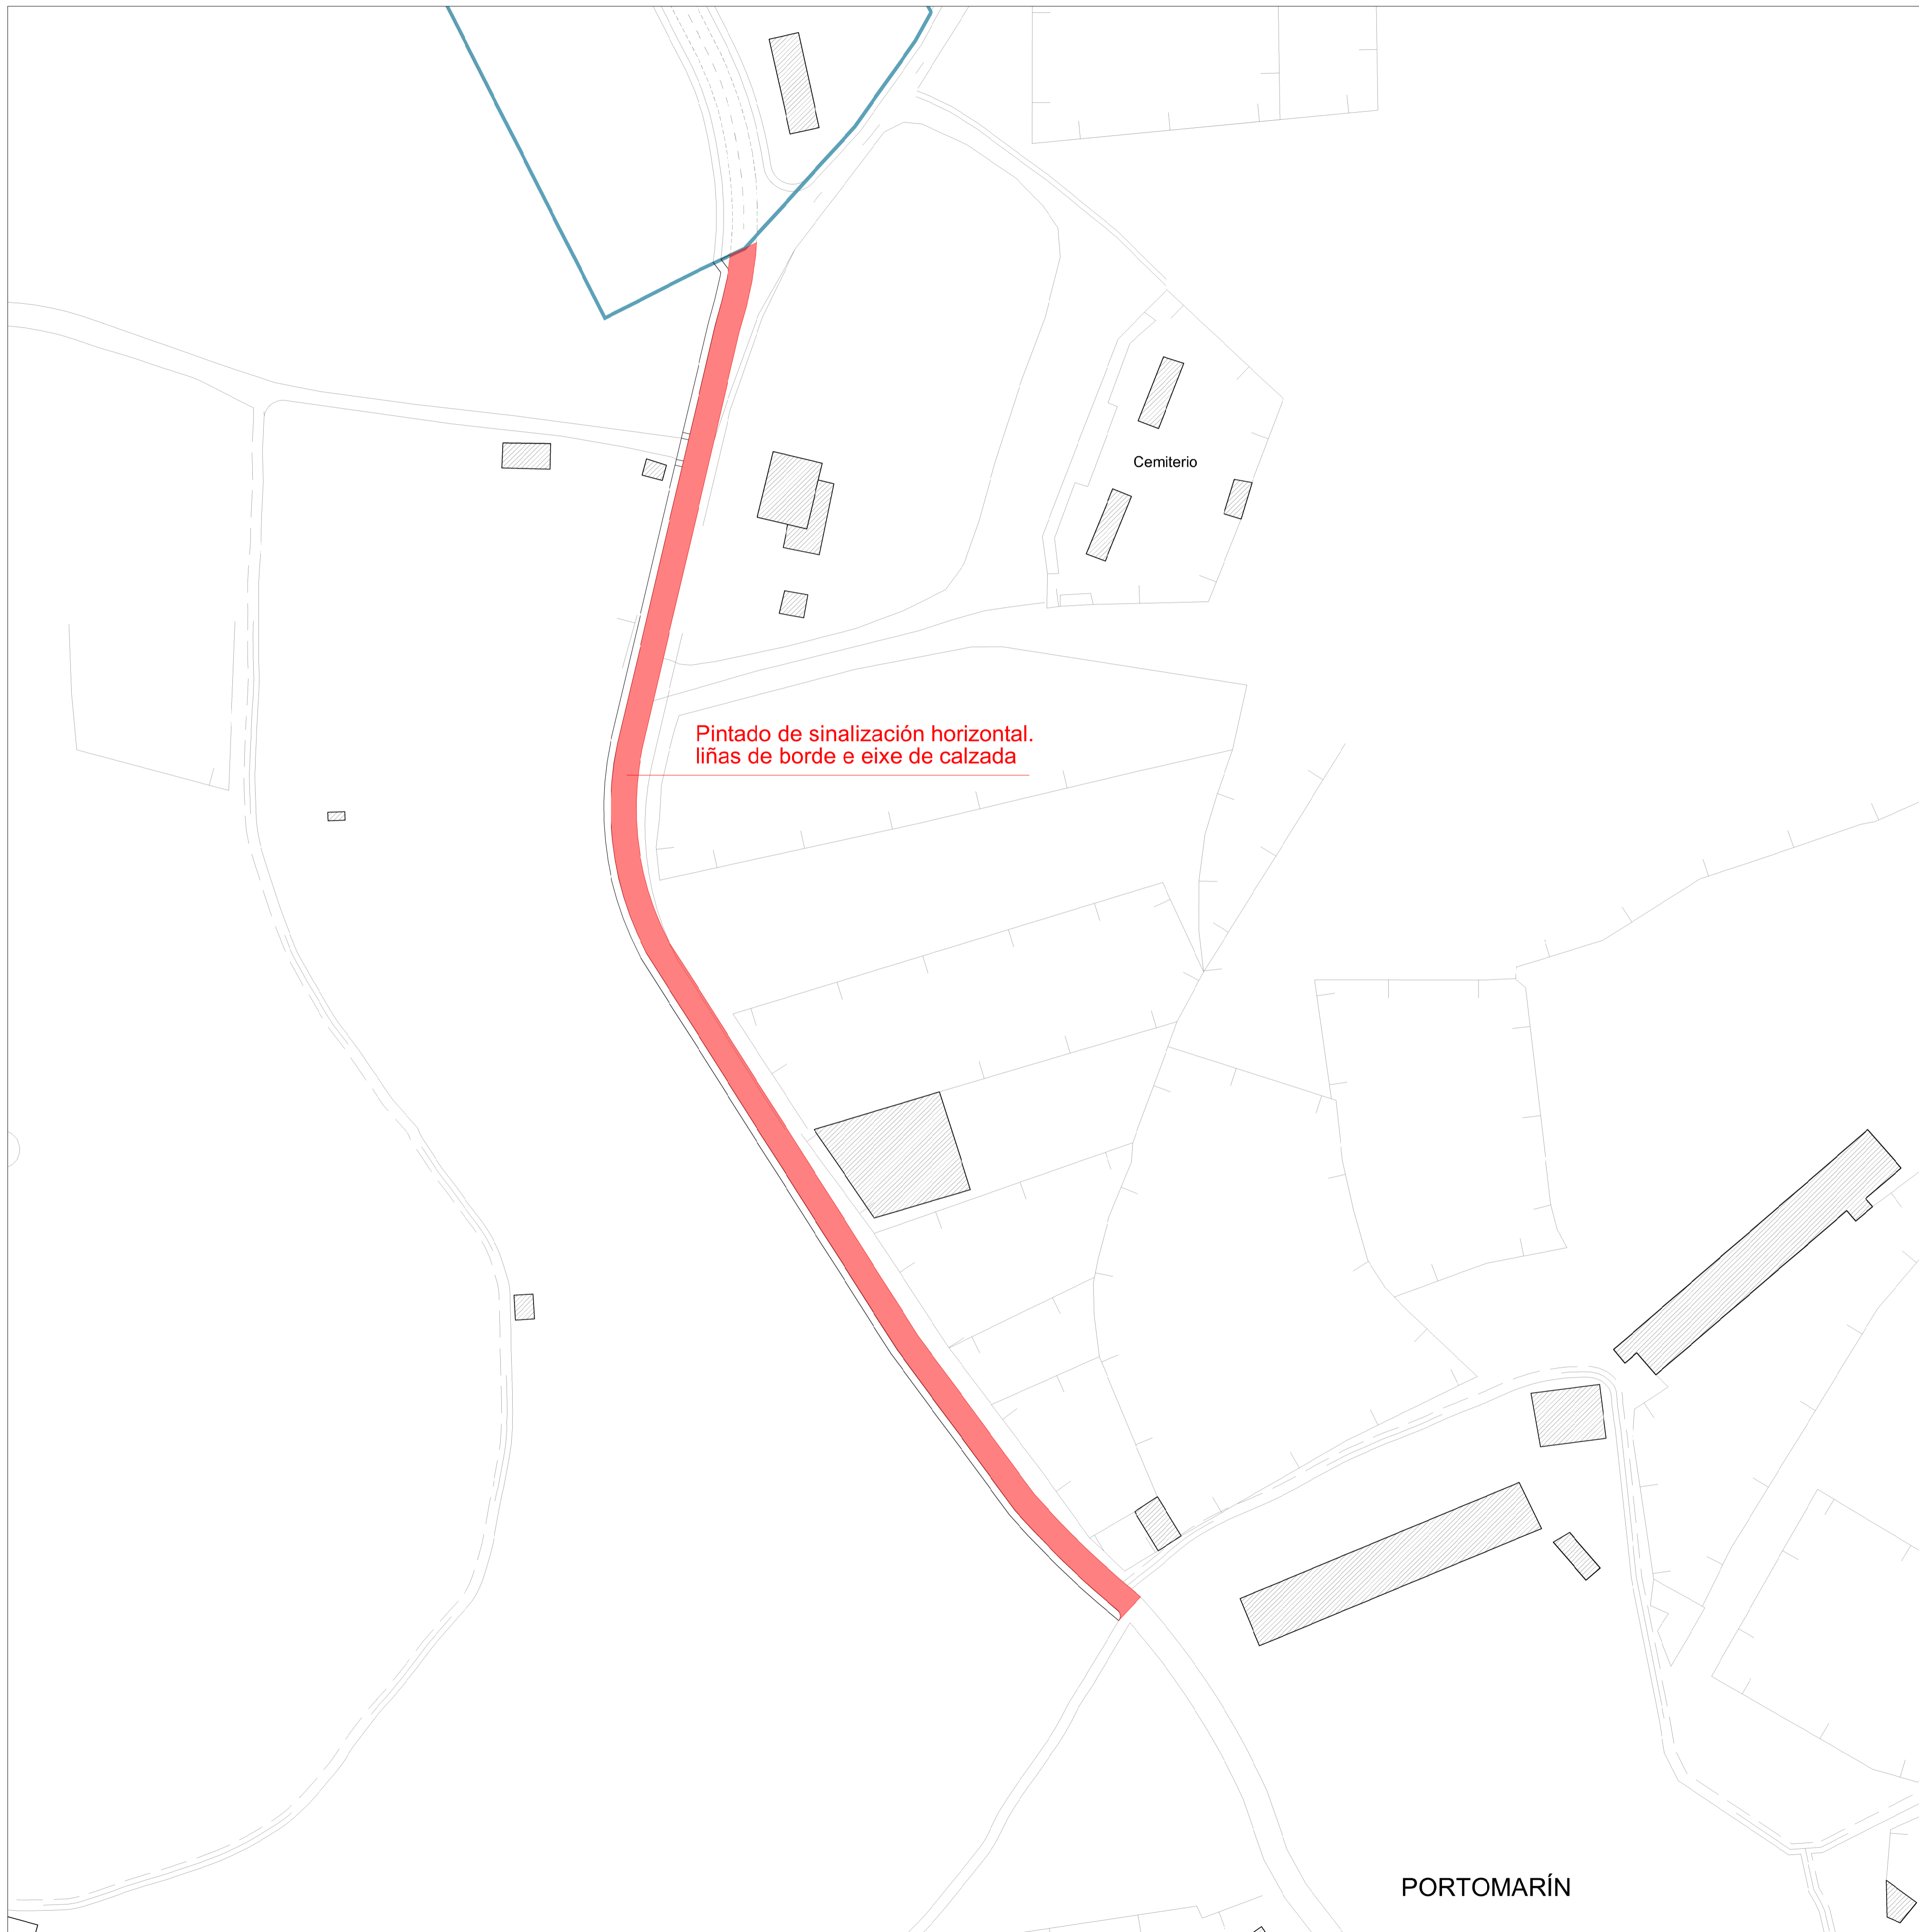 Cemiterio
Pintado de sinalización horizontal.
liñas de borde e eixe de calzada
PORTOMARÍN